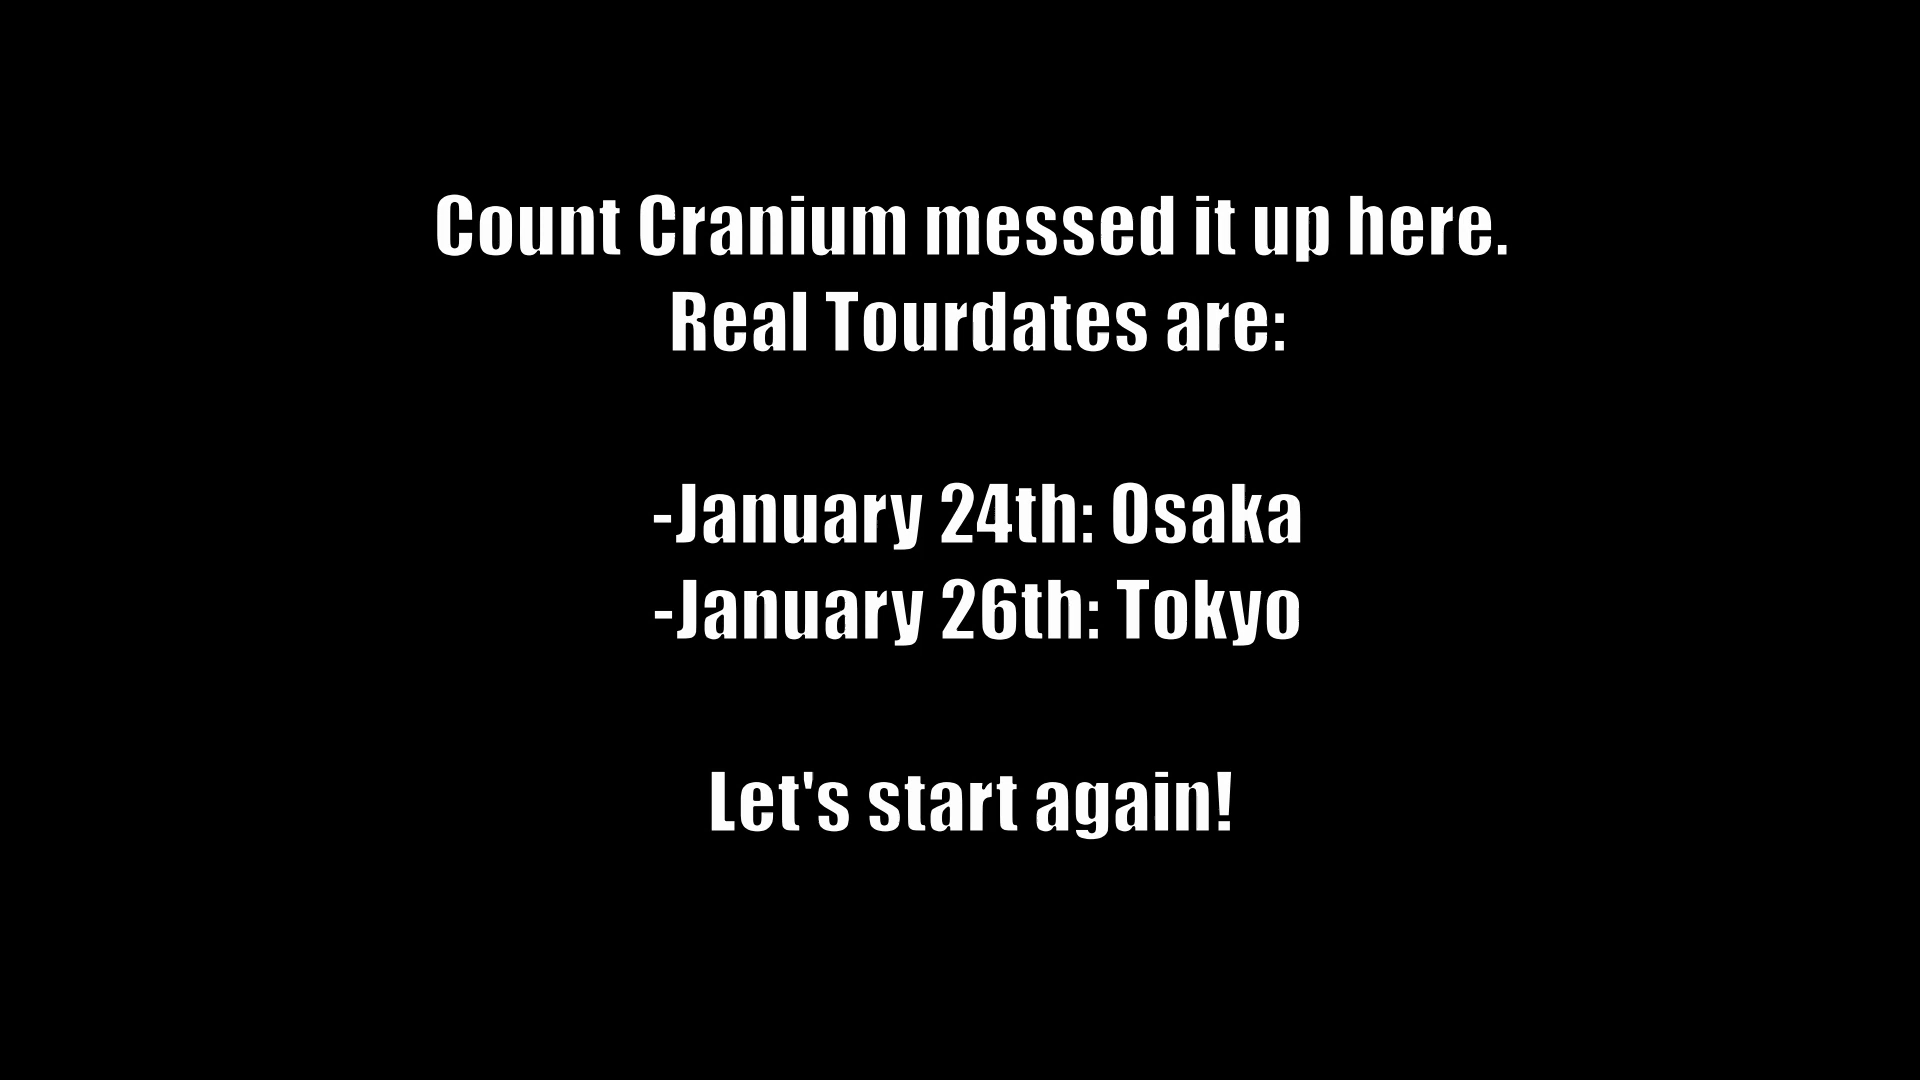 Count Cranium messed it up here.
Real Tourdates are:
-January 24th: Osaka
-January 26th: Tokyo
Let's start again!